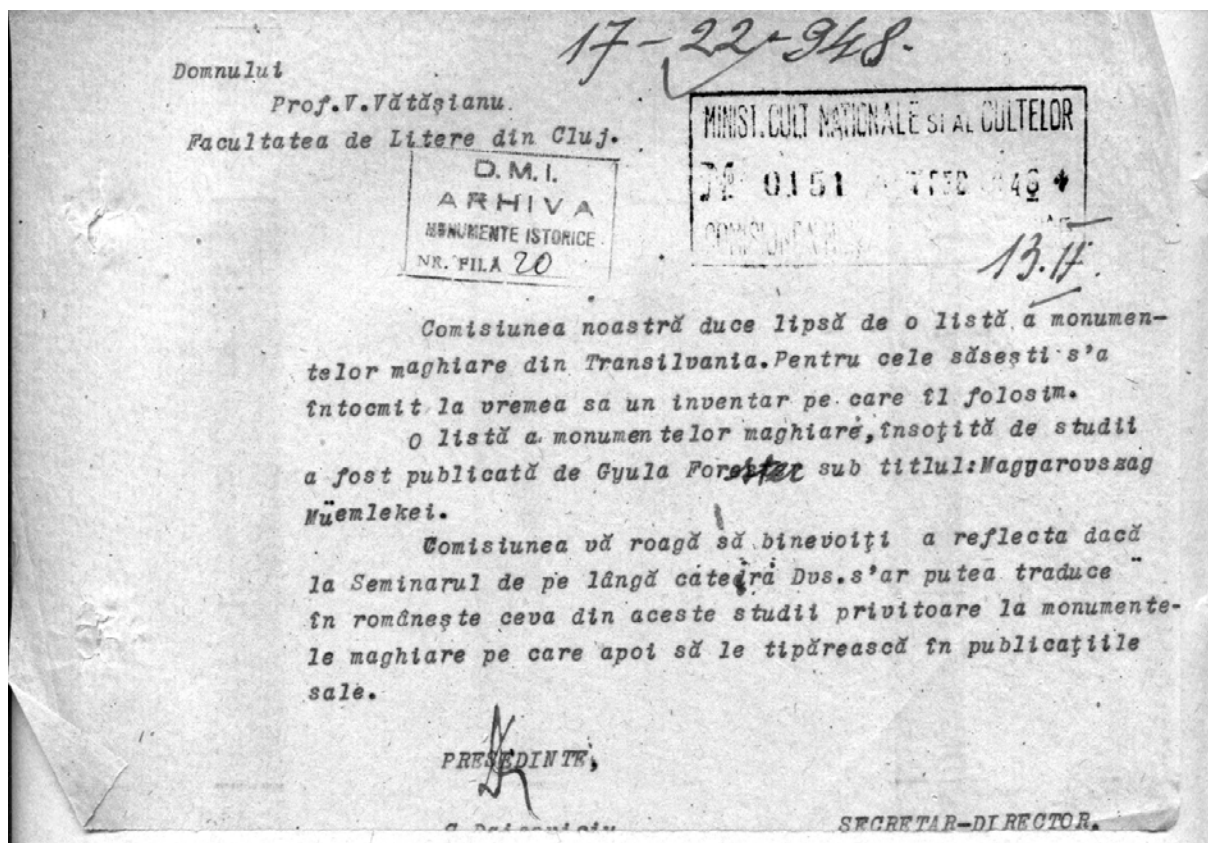 17-22-948.
Domnului
Prof.V.Vătăşianu
Facultatea de Litere din Cluj.
MINIST. CULT NAȚIONALE SI AL CULTELOR
0151
D.M.I.
ARHIVA
MONUMENTE ISTORICE
NR. FILA 20
13.II.
Comisiunea noastră duce lipsă de o listă a monumen-
telor maghiare din Transilvania.Pentru cele săseşti s'a
întocmit la vremea sa un inventar pe care îl folosim.
O listă a monumentelor maghiare,însoţită de studii
a fost publicată de Gyula Forster sub titlul:Magyarovszag
Müemlekei.
Comisiunea vă roagă să binevoiţi a reflecta dacă
la Seminarul de pe lângă catedra Dvs.s'ar putea traduce
în româneşte ceva din aceste studii privitoare la monumente-
le maghiare pe care apoi să le tipărească în publicaţiile
sale.
PREŞEDINTE,
SECRETAR-DIRECTOR.